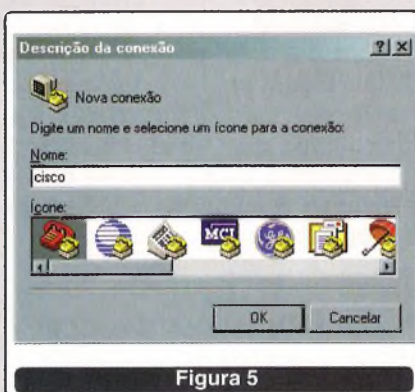 Descrição da conexão
Nova conexão
Digite um nome e selecione um ícone para a conexão:
Nome:
cisco
Ícone:
MCI
OK Cancelar
Figura 5